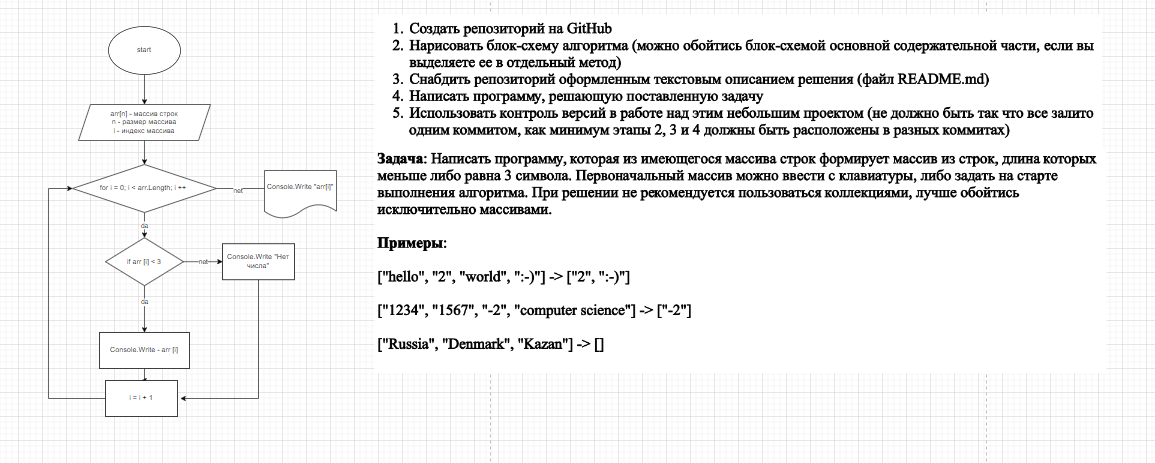 start
arr[n] - массив строк
n - размер массива
i - индекс массива
for i = 0; i < arr.Length; i ++
net
Console.Write "arr[i]"
da
if arr [i] < 3
net
Console.Write "Нет
числа"
da
Console.Write - arr [i]
i = i + 1
1. Создать репозиторий на GitHub
2. Нарисовать блок-схему алгоритма (можно обойтись блок-схемой основной содержательной части, если вы
выделяете ее в отдельный метод)
3. Снабдить репозиторий оформленным текстовым описанием решения (файл README.md)
4. Написать программу, решающую поставленную задачу
5. Использовать контроль версий в работе над этим небольшим проектом (не должно быть так что все залито
одним коммитом, как минимум этапы 2, 3 и 4 должны быть расположены в разных коммитах)
Задача: Написать программу, которая из имеющегося массива строк формирует массив из строк, длина которых
меньше либо равна 3 символа. Первоначальный массив можно ввести с клавиатуры, либо задать на старте
выполнения алгоритма. При решении не рекомендуется пользоваться коллекциями, лучше обойтись
исключительно массивами.
Примеры:
["hello", "2", "world", ":-)"] -> ["2", ":-)"]
["1234", "1567", "-2", "computer science"] -> ["-2"]
["Russia", "Denmark", "Kazan"] -> []